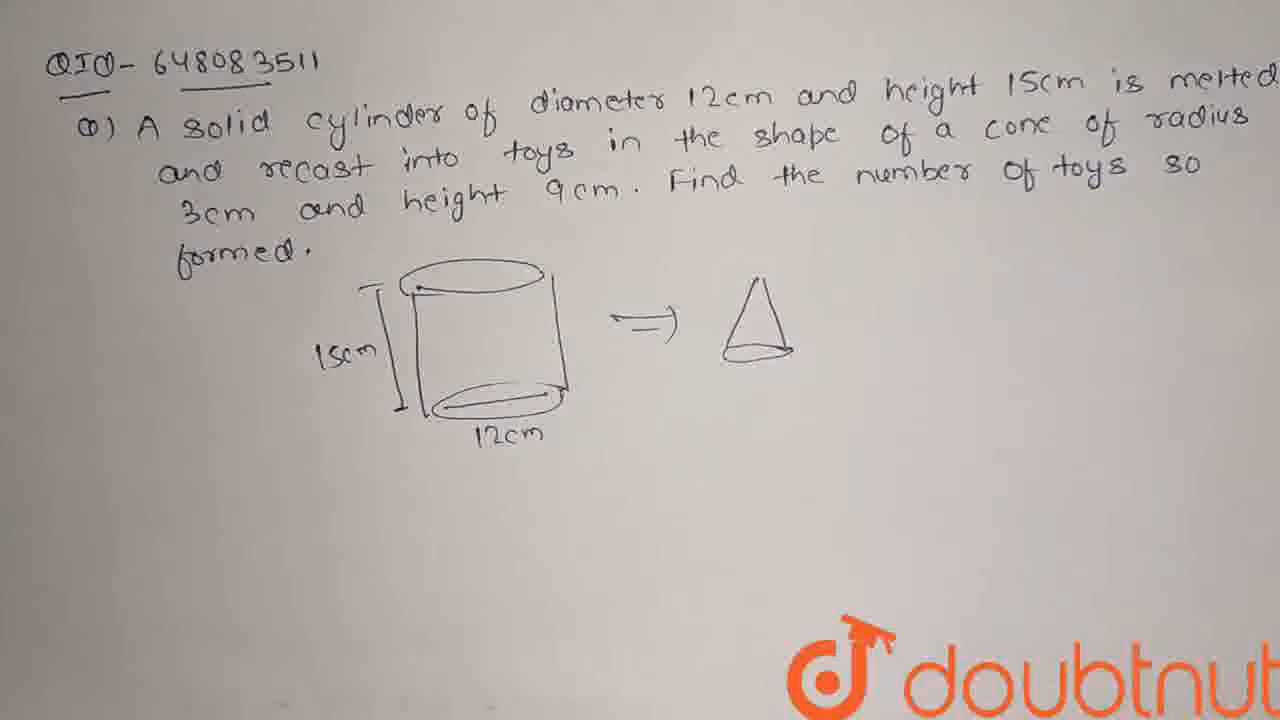 QID- 648083511
Q) A solid cylinder of diameter 12cm and height 15cm is melted
and recast into toys in the shape of a cone of radius
3cm and height 9cm. Find the number of toys so
formed.
15cm
12cm
doubtnut